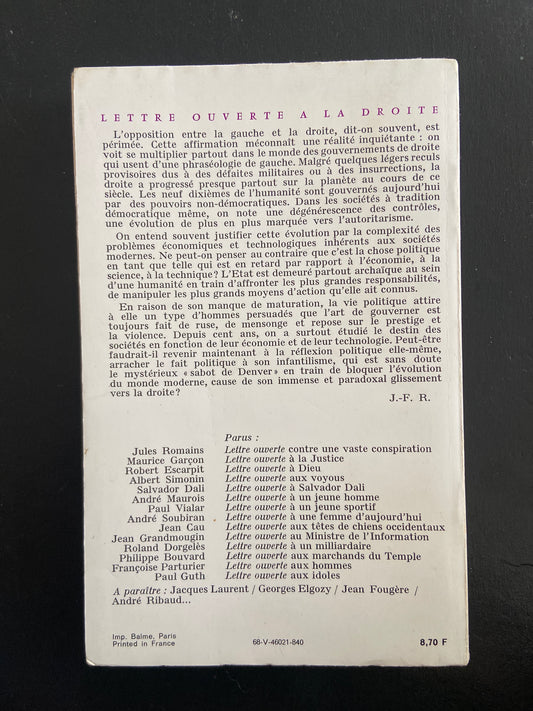 LETTRE OUVERTE A LA DROITE
L'opposition entre la gauche et la droite, dit-on souvent, est
périmée. Cette affirmation méconnaît une réalité inquiétante : on
voit se multiplier partout dans le monde des gouvernements de droite
qui usent d'une phraséologie de gauche. Malgré quelques légers reculs
provisoires dus à des défaites militaires ou à des insurrections, la
droite a progressé presque partout sur la planète au cours de ce
siècle. Les neuf dixièmes de l'humanité sont gouvernés aujourd'hui
par des pouvoirs non-démocratiques. Dans les sociétés à tradition
démocratique même, on note une dégénérescence des contrôles,
une évolution de plus en plus marquée vers l'autoritarisme.
On entend souvent justifier cette évolution par la complexité des
problèmes économiques et technologiques inhérents aux sociétés
modernes. Ne peut-on penser au contraire que c'est la chose politique
en tant que telle qui est en retard par rapport à l'économie, à la
science, à la technique? L'Etat est demeuré partout archaïque au sein
d'une humanité en train d'affronter les plus grandes responsabilités,
de manipuler les plus grands moyens d'action qu'elle ait connus.
En raison de son manque de maturation, la vie politique attire
à elle un type d'hommes persuadés que l'art de gouverner est
toujours fait de ruse, de mensonge et repose sur le prestige et
la violence. Depuis cent ans, on a surtout étudié le destin des
sociétés en fonction de leur économie et de leur technologie. Peut-être
faudrait-il revenir maintenant à la réflexion politique elle-même,
arracher le fait politique à son infantilisme, qui est sans doute
le mystérieux « sabot de Denver » en train de bloquer l'évolution
du monde moderne, cause de son immense et paradoxal glissement
vers la droite?
J.-F. R.
Parus :
Jules Romains Lettre ouverte contre une vaste conspiration
Maurice Garçon Lettre ouverte à la Justice
Robert Escarpit Lettre ouverte à Dieu
Albert Simonin Lettre ouverte aux voyous
Salvador Dali Lettre ouverte à Salvador Dali
André Maurois Lettre ouverte à un jeune homme
Paul Vialar Lettre ouverte à un jeune sportif
André Soubiran Lettre ouverte à une femme d'aujourd'hui
Jean Cau Lettre ouverte aux têtes de chiens occidentaux
Jean Grandmougin Lettre ouverte au Ministre de l'Information
Roland Dorgelès Lettre ouverte à un milliardaire
Philippe Bouvard Lettre ouverte aux marchands du Temple
Françoise Parturier Lettre ouverte aux hommes
Paul Guth Lettre ouverte aux idoles
A paraître : Jacques Laurent / Georges Elgozy / Jean Fougère /
André Ribaud...
Imp. Balme, Paris
Printed in France
68-V-46021-840
8,70 F